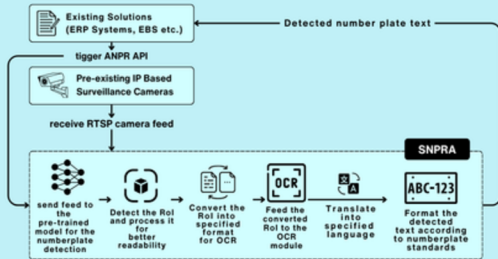 Existing Solutions
(ERP Systems, EBS etc.)
Detected number plate text
tigger ANPR API
Pre-existing IP Based
Surveillance Cameras
receive RTSP camera feed
SNPRA
send feed to
the
pre-trained
model for the
numberplate
detection
Detect the RoI
and process it
for
better
readability
Convert the
RoI into
specified
format
for OCR
OCR
Feed the
converted
RoI to the
OCR
module
文
A
Translate
into
specified
language
ABC-123
Format the
detected
text according
to numberplate
standards